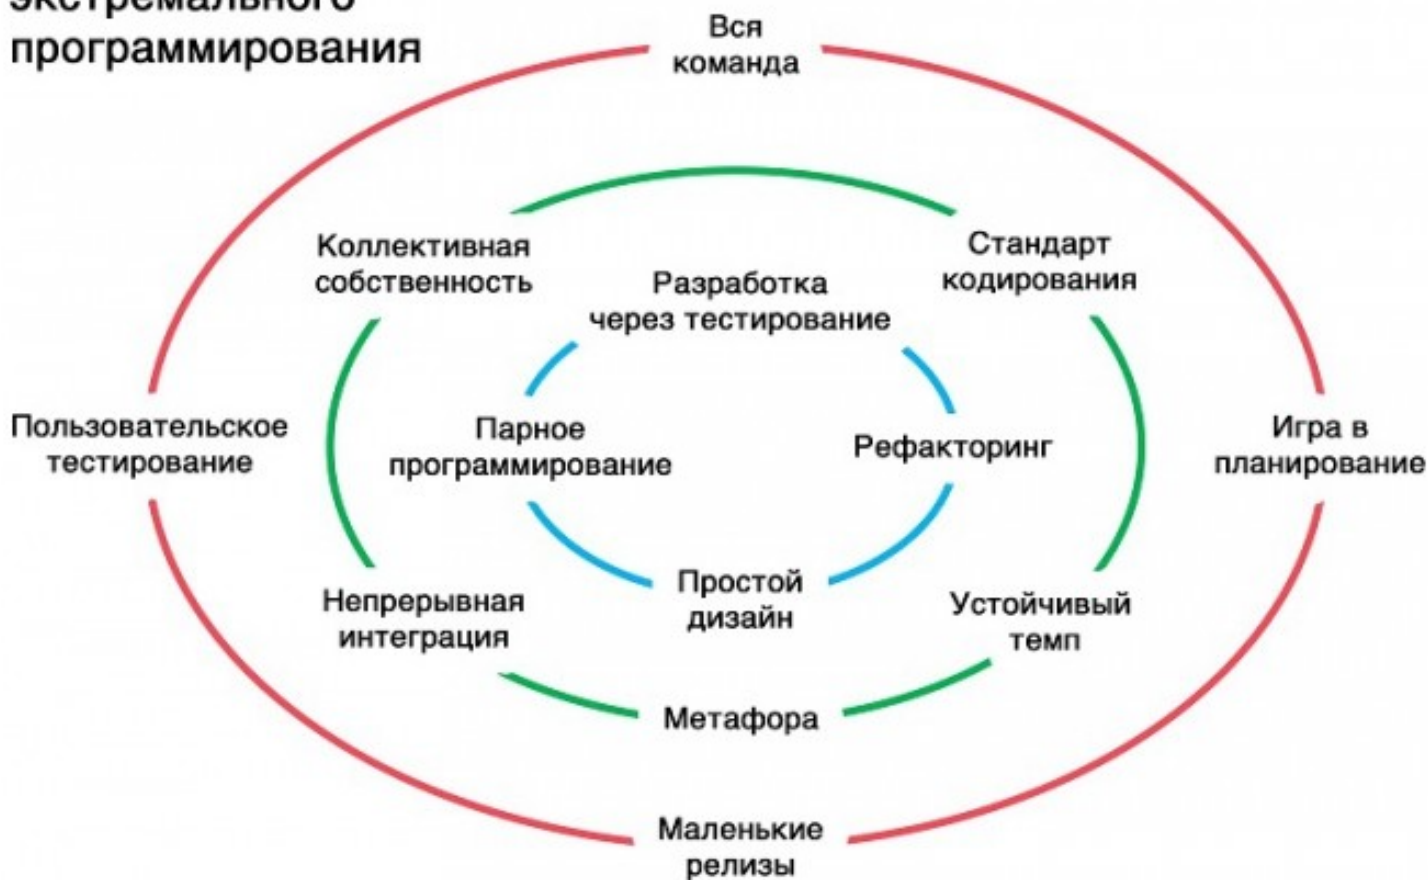 экстремального
программирования
Вся
команда
Коллективная
собственность
Стандарт
кодирования
Разработка
через тестирование
Пользовательское
тестирование
Парное
программирование
Рефакторинг
Игра в
планирование
Непрерывная
интеграция
Простой
дизайн
Устойчивый
темп
Метафора
Маленькие
релизы